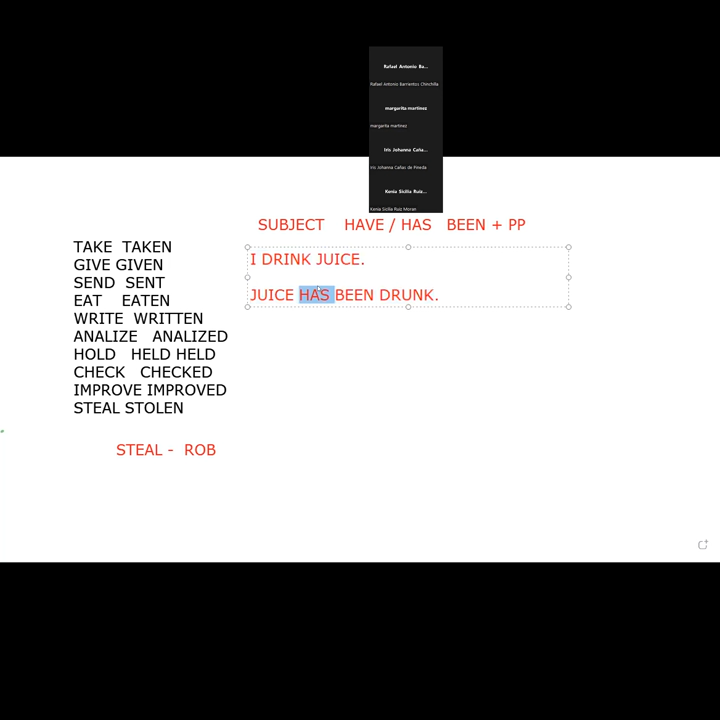 Rafael Antonio Ba...
Rafael Antonio Barrientos Chinchilla
margarita martinez
margarita martinez
Iris Johanna Caña...
Iris Johanna Cañas de Pineda
Kenia Sicilia Ruiz...
Kenia Sicilia Ruiz Moran
SUBJECT HAVE / HAS BEEN + PP
TAKE TAKEN
GIVE GIVEN
SEND SENT
EAT EATEN
WRITE WRITTEN
ANALIZE ANALIZED
HOLD HELD HELD
CHECK CHECKED
IMPROVE IMPROVED
STEAL STOLEN
STEAL - ROB
I DRINK JUICE.
JUICE HAS BEEN DRUNK.